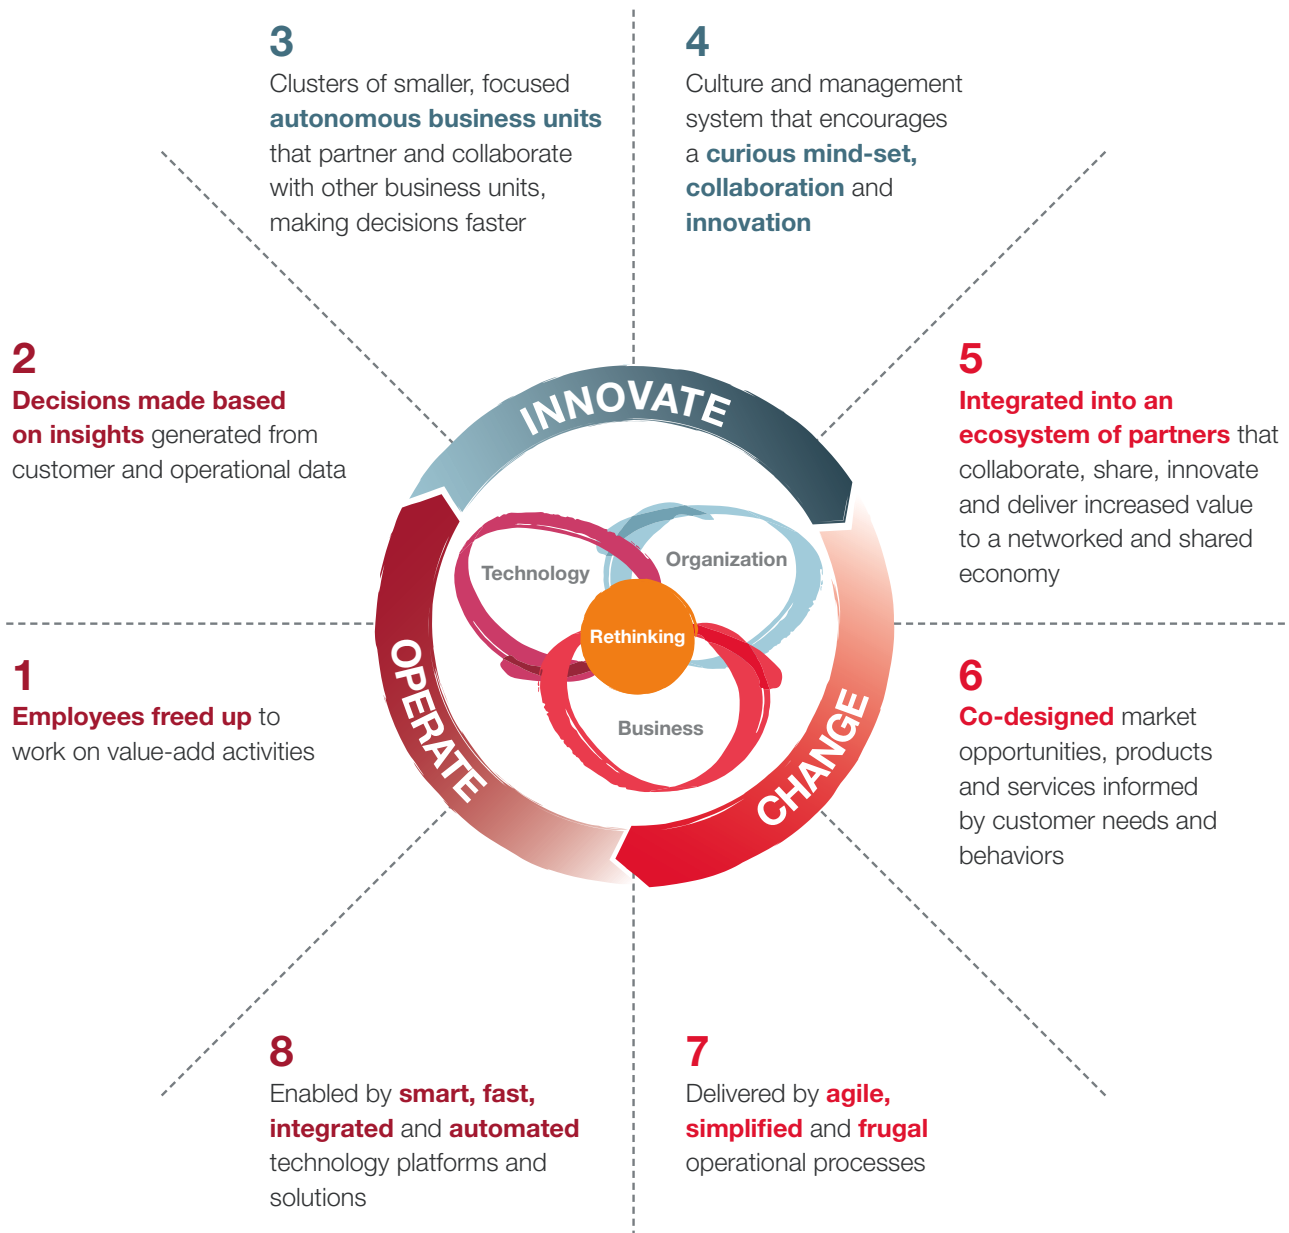 3
Clusters of smaller, focused
autonomous business units
that partner and collaborate
with other business units,
making decisions faster
4
Culture and management
system that encourages
a curious mind-set,
collaboration and
innovation
2
Decisions made based
on insights generated from
customer and operational data
5
Integrated into an
ecosystem of partners that
collaborate, share, innovate
and deliver increased value
to a networked and shared
economy
INNOVATE
Technology
Organization
Rethinking
Business
OPERATE
CHANGE
1
Employees freed up to
work on value-add activities
6
Co-designed market
opportunities, products
and services informed
by customer needs and
behaviors
8
Enabled by smart, fast,
integrated and automated
technology platforms and
solutions
7
Delivered by agile,
simplified and frugal
operational processes